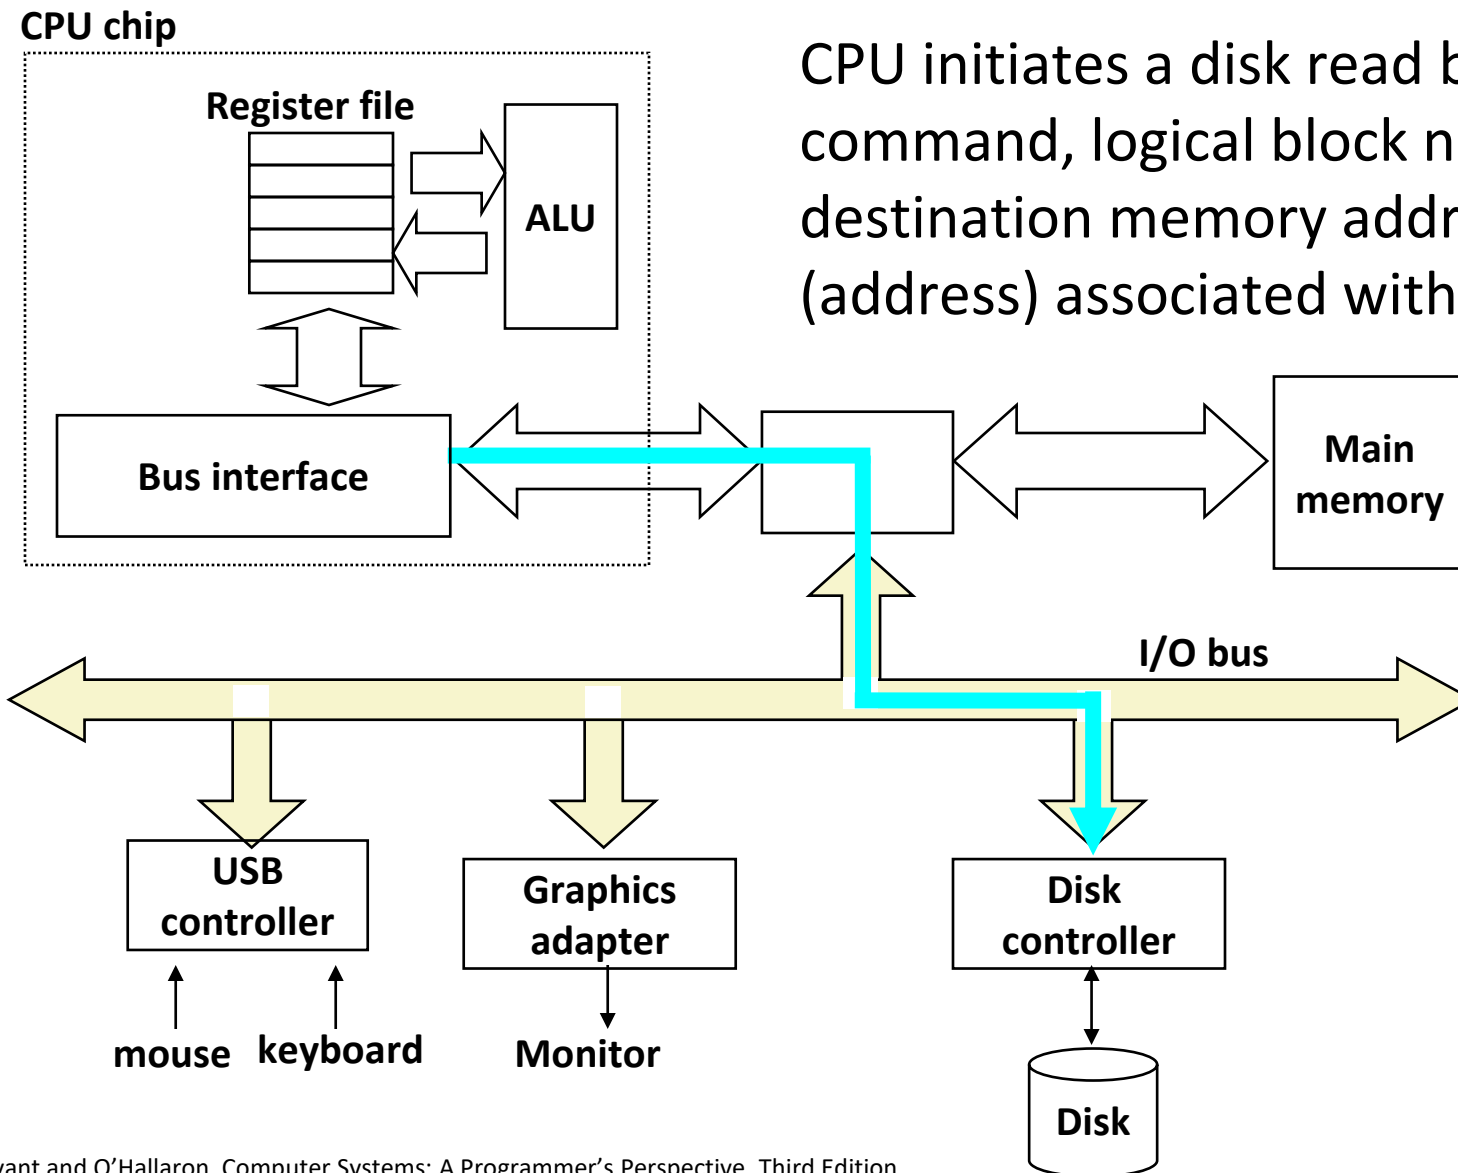 CPU chip
CPU initiates a disk read
command, logical block
destination memory
(address) associated with
Register file
ALU
Bus interface
Main
memory
I/O bus
USB
controller
Graphics
adapter
Disk
controller
mouse
keyboard
Monitor
Disk
and O'Hallaron, Computer Systems: A Programmer's Perspective, Third Edition